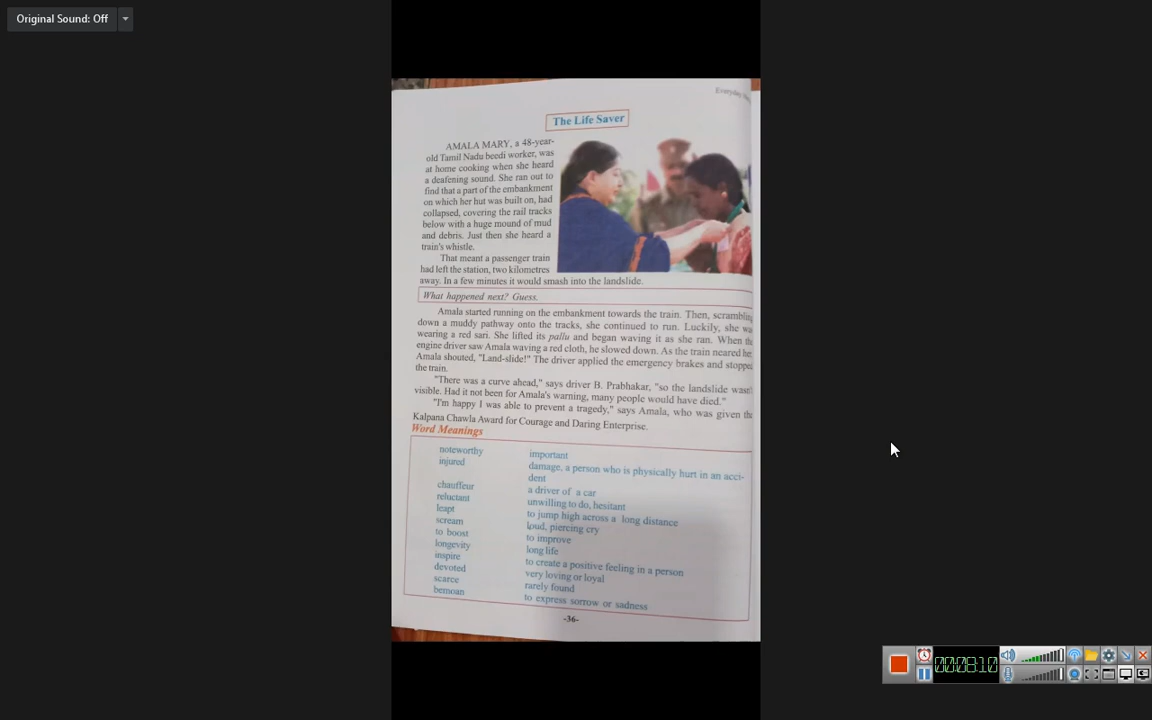 Original Sound: Off
Everyday
The Life Saver
AMALA MARY, a 48-year-
old Tamil Nadu beedi worker, was
at home cooking when she heard
a deafening sound. She ran out to
find that a part of the embankment
on which her hut was built on, had
collapsed, covering the rail tracks
below with a huge mound of mud
and debris. Just then she heard a
train's whistle.
That meant a passenger train
had left the station, two kilometres
away. In a few minutes it would smash into the landslide.
What happened next? Guess.
Amala started running on the embankment towards the train. Then, scrambling
down a muddy pathway onto the tracks, she continued to run. Luckily, she
wearing a red sari. She lifted its pallu and began waving it as she ran. When
engine driver saw Amala waving a red cloth, he slowed down. As the train neared
Amala shouted, "Land-slide!" The driver applied the emergency brakes and
the train.
"There was a curve ahead," says driver B. Prabhakar, "so the landslide
visible. Had it not been for Amala's warning, many people would have died."
"I'm happy I was able to prevent a tragedy," says Amala, who was given
Kalpana Chawla Award for Courage and Daring Enterprise.
Word Meanings
noteworthy important
injured damage, a person who is physically hurt in an acci-
dent
chauffeur a driver of a car
reluctant unwilling to do, hesitant
leapt to jump high across a long distance
scream loud, piercing cry
to boost to improve
longevity long life
inspire to create a positive feeling in a person
devoted very loving or loyal
scarce rarely found
bemoan to express sorrow or sadness
-36-
00:08:10